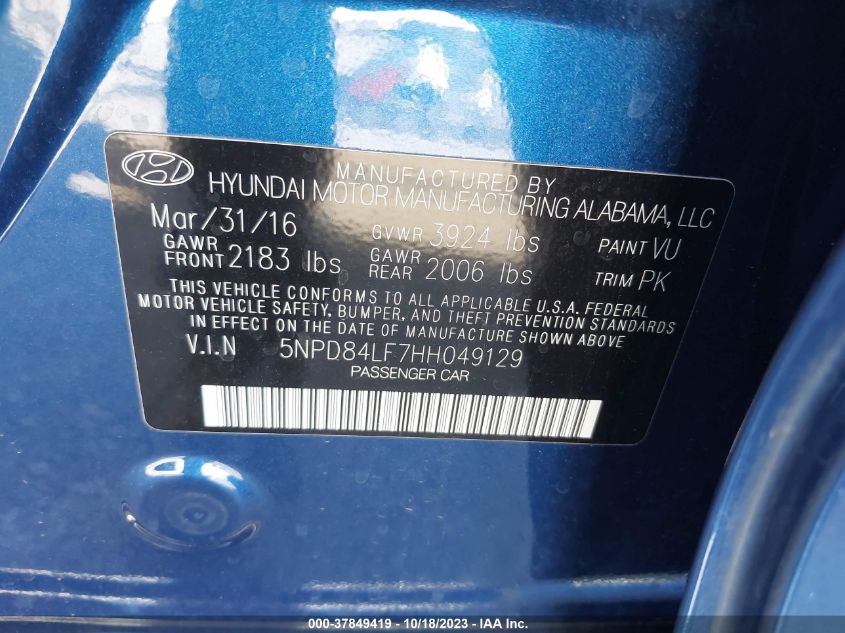 MANUFACTURED BY
HYUNDAI MOTOR MANUFACTURING ALABAMA, LLC
Mar/31/16 GVWR 3924 lbs PAINT VU
GAWR FRONT 2183 lbs GAWR REAR 2006 lbs TRIM PK
THIS VEHICLE CONFORMS TO ALL APPLICABLE U.S.A. FEDERAL
MOTOR VEHICLE SAFETY, BUMPER, AND THEFT PREVENTION STANDARDS
IN EFFECT ON THE DATE OF MANUFACTURE SHOWN ABOVE.
V.I.N 5NPD84LF7HH049129
PASSENGER CAR
000-37849419 - 10/18/2023 - IAA Inc.